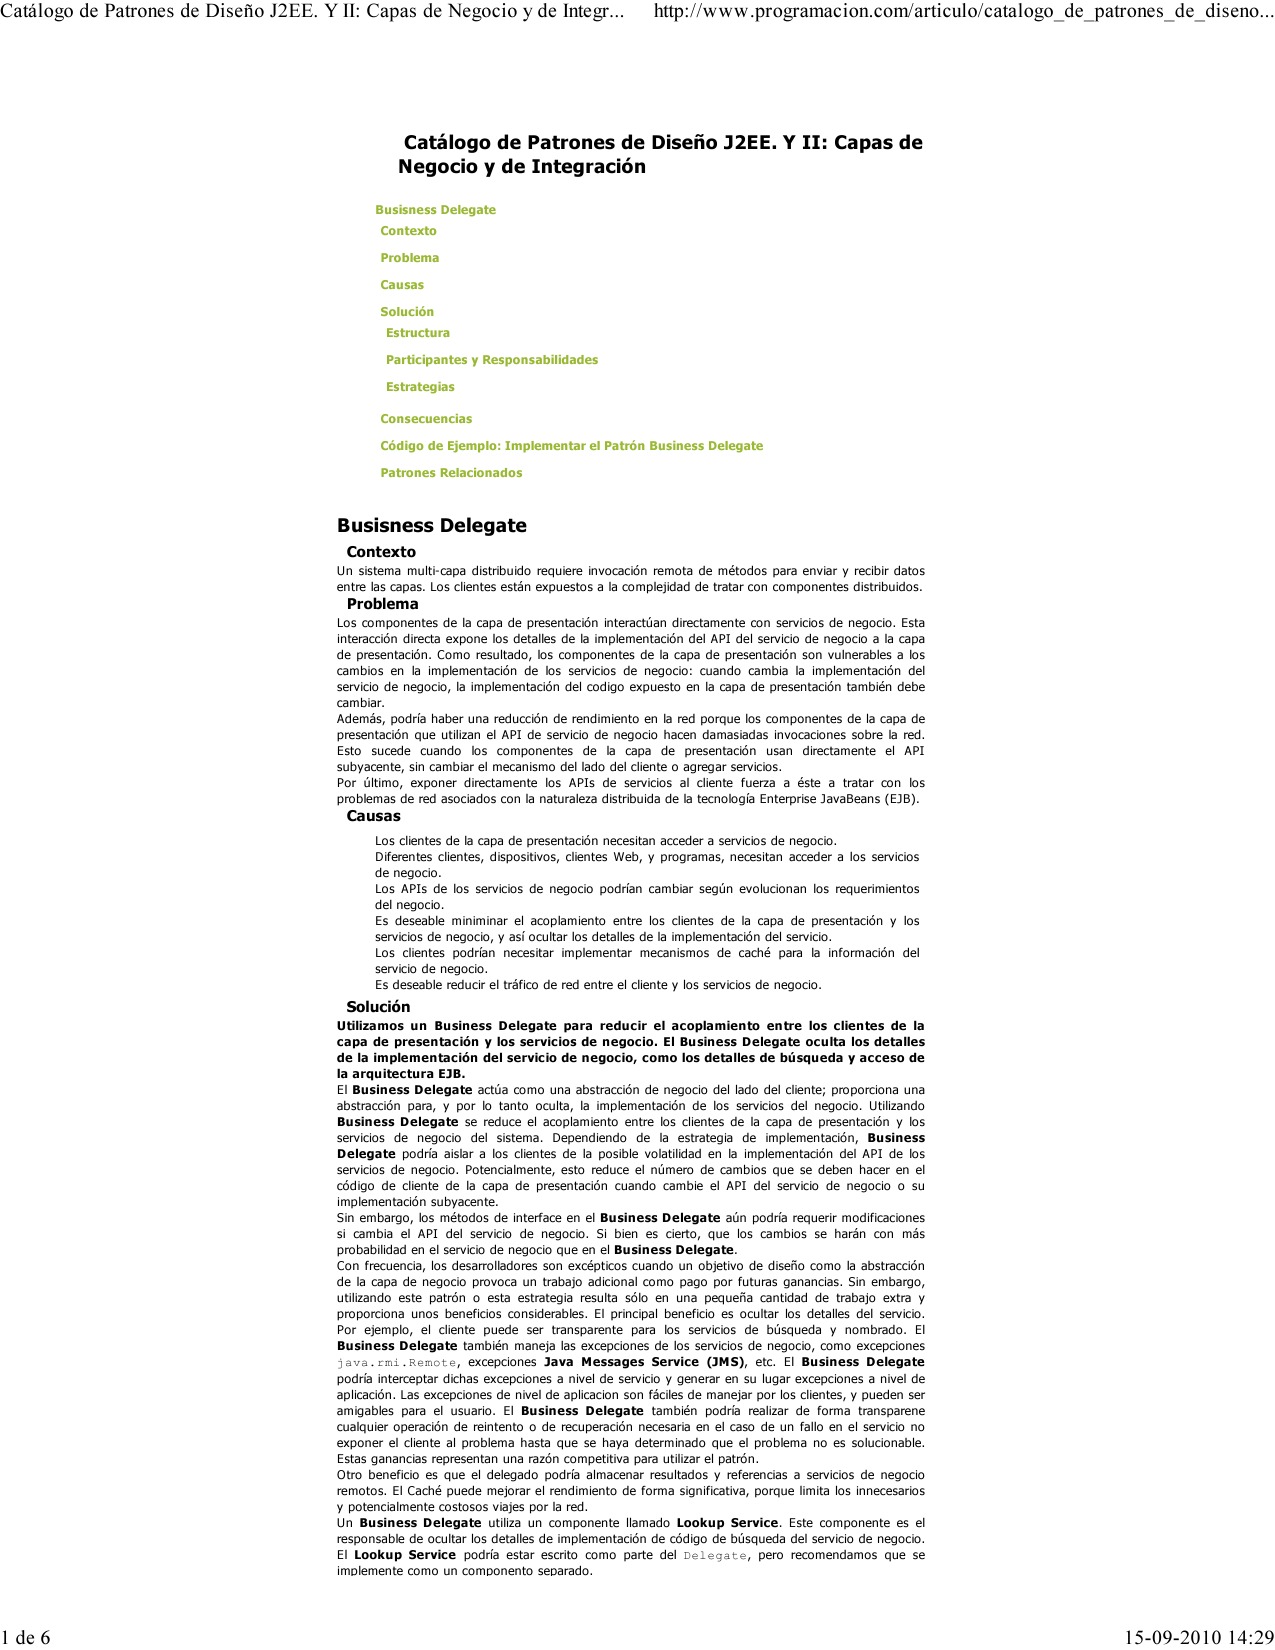 Catálogo de Patrones de Diseño J2EE. Y II: Capas de Negocio y de Integr... http://www.programacion.com/articulo/catalogo_de_patrones_de_diseno...
Catálogo de Patrones de Diseño J2EE. Y II: Capas de
Negocio y de Integración
Busisness Delegate
Contexto
Problema
Causas
Solución
Estructura
Participantes y Responsabilidades
Estrategias
Consecuencias
Código de Ejemplo: Implementar el Patrón Business Delegate
Patrones Relacionados
Busisness Delegate
Contexto
Un sistema multi-capa distribuido requiere invocación remota de métodos para enviar y recibir datos
entre las capas. Los clientes están expuestos a la complejidad de tratar con componentes distribuidos.
Problema
Los componentes de la capa de presentación interactúan directamente con servicios de negocio. Esta
interacción directa expone los detalles de la implementación del API del servicio de negocio a la capa
de presentación. Como resultado, los componentes de la capa de presentación son vulnerables a los
cambios en la implementación de los servicios de negocio: cuando cambia la implementación del
servicio de negocio, la implementación del codigo expuesto en la capa de presentación también debe
cambiar.
Además, podría haber una reducción de rendimiento en la red porque los componentes de la capa de
presentación que utilizan el API de servicio de negocio hacen damasiadas invocaciones sobre la red.
Esto sucede cuando los componentes de la capa de presentación usan directamente el API
subyacente, sin cambiar el mecanismo del lado del cliente o agregar servicios.
Por último, exponer directamente los APIs de servicios al cliente fuerza a éste a tratar con los
problemas de red asociados con la naturaleza distribuida de la tecnología Enterprise JavaBeans (EJB).
Causas
Los clientes de la capa de presentación necesitan acceder a servicios de negocio.
Diferentes clientes, dispositivos, clientes Web, y programas, necesitan acceder a los servicios
de negocio.
Los APIs de los servicios de negocio podrían cambiar según evolucionan los requerimientos
del negocio.
Es deseable miniminar el acoplamiento entre los clientes de la capa de presentación y los
servicios de negocio, y así ocultar los detalles de la implementación del servicio.
Los clientes podrían necesitar implementar mecanismos de caché para la información del
servicio de negocio.
Es deseable reducir el tráfico de red entre el cliente y los servicios de negocio.
Solución
Utilizamos un Business Delegate para reducir el acoplamiento entre los clientes de la
capa de presentación y los servicios de negocio. El Business Delegate oculta los detalles
de la implementación del servicio de negocio, como los detalles de búsqueda y acceso de
la arquitectura EJB.
El Business Delegate actúa como una abstracción de negocio del lado del cliente; proporciona una
abstracción para, y por lo tanto oculta, la implementación de los servicios del negocio. Utilizando
Business Delegate se reduce el acoplamiento entre los clientes de la capa de presentación y los
servicios de negocio del sistema. Dependiendo de la estrategia de implementación, Business
Delegate podría aislar a los clientes de la posible volatilidad en la implementación del API de los
servicios de negocio. Potencialmente, esto reduce el número de cambios que se deben hacer en el
código de cliente de la capa de presentación cuando cambie el API del servicio de negocio o su
implementación subyacente.
Sin embargo, los métodos de interface en el Business Delegate aún podría requerir modificaciones
si cambia el API del servicio de negocio. Si bien es cierto, que los cambios se harán con más
probabilidad en el servicio de negocio que en el Business Delegate.
Con frecuencia, los desarrolladores son excépticos cuando un objetivo de diseño como la abstracción
de la capa de negocio provoca un trabajo adicional como pago por futuras ganancias. Sin embargo,
utilizando este patrón o esta estrategia resulta sólo en una pequeña cantidad de trabajo extra y
proporciona unos beneficios considerables. El principal beneficio es ocultar los detalles del servicio.
Por ejemplo, el cliente puede ser transparente para los servicios de búsqueda y nombrado. El
Business Delegate también maneja las excepciones de los servicios de negocio, como excepciones
java.rmi.Remote, excepciones Java Messages Service (JMS), etc. El Business Delegate
podría interceptar dichas excepciones a nivel de servicio y generar en su lugar excepciones a nivel de
aplicación. Las excepciones de nivel de aplicacion son fáciles de manejar por los clientes, y pueden ser
amigables para el usuario. El Business Delegate también podría realizar de forma transparene
cualquier operación de reintento o de recuperación necesaria en el caso de un fallo en el servicio no
exponer el cliente al problema hasta que se haya determinado que el problema no es solucionable.
Estas ganancias representan una razón competitiva para utilizar el patrón.
Otro beneficio es que el delegado podría almacenar resultados y referencias a servicios de negocio
remotos. El Caché puede mejorar el rendimiento de forma significativa, porque limita los innecesarios
y potencialmente costosos viajes por la red.
Un Business Delegate utiliza un componente llamado Lookup Service. Este componente es el
responsable de ocultar los detalles de implementación de código de búsqueda del servicio de negocio.
El Lookup Service podría estar escrito como parte del Delegate, pero recomendamos que se
implemente como un componente separado.
1 de 6 15-09-2010 14:29